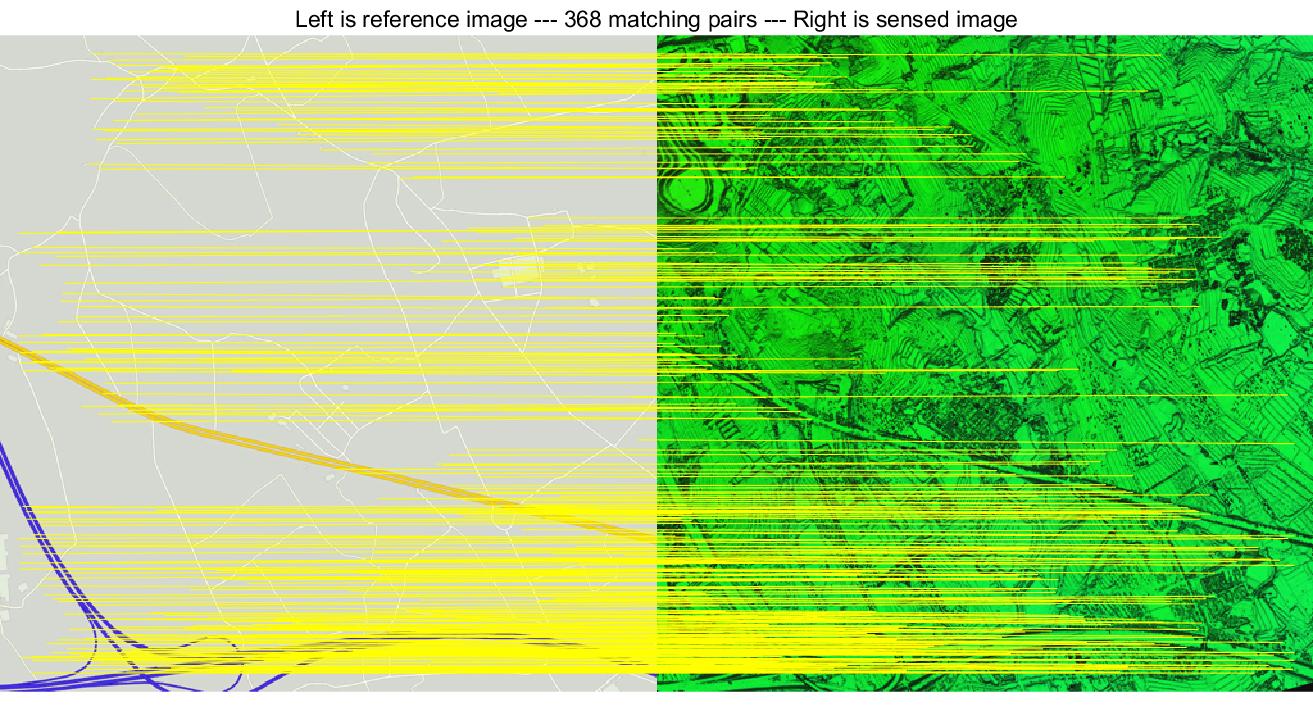 Left is reference image --- 368 matching pairs --- Right is sensed image